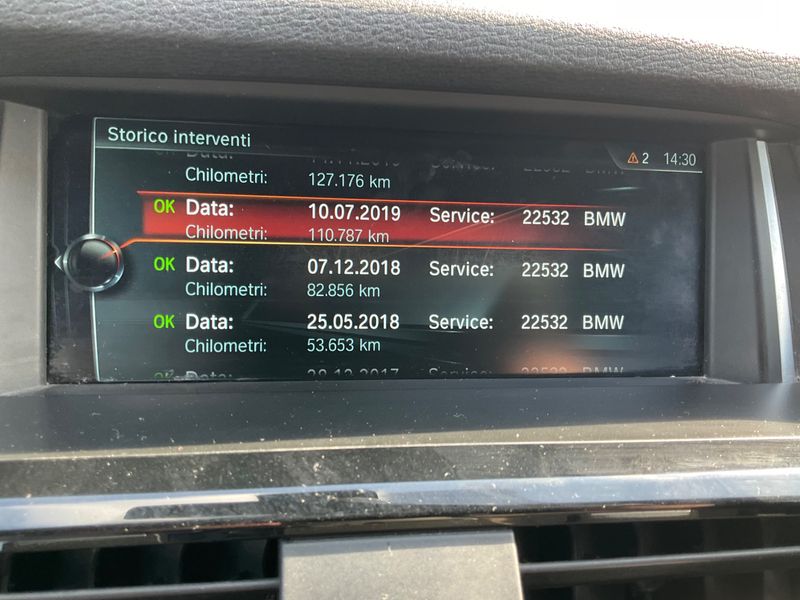 Storico interventi
2 14:30
Chilometri: 127.176 km
OK Data: 10.07.2019 Service: 22532 BMW
Chilometri: 110.787 km
OK Data: 07.12.2018 Service: 22532 BMW
Chilometri: 82.856 km
OK Data: 25.05.2018 Service: 22532 BMW
Chilometri: 53.653 km